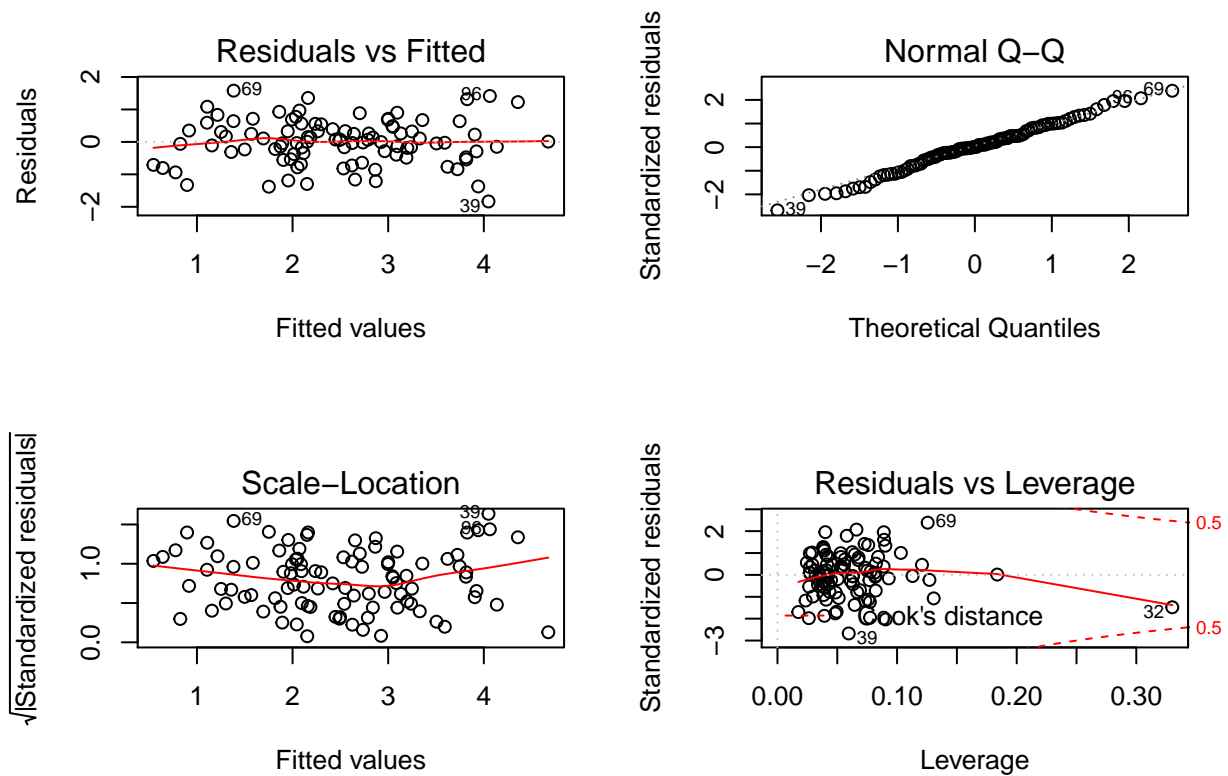 Residuals vs Fitted
Residuals
−2
0
2
69
96
39
1 2 3 4
Fitted values
Normal Q−Q
Standardized residuals
−2
0
2
96 69
39
−2 −1 0 1 2
Theoretical Quantiles
Scale−Location
√|Standardized residuals|
0.0
1.0
39
69
96
1 2 3 4
Fitted values
Residuals vs Leverage
Standardized residuals
−3
0
2
69
0.5
32
0.5
Cook's distance
39
0.00 0.10 0.20 0.30
Leverage